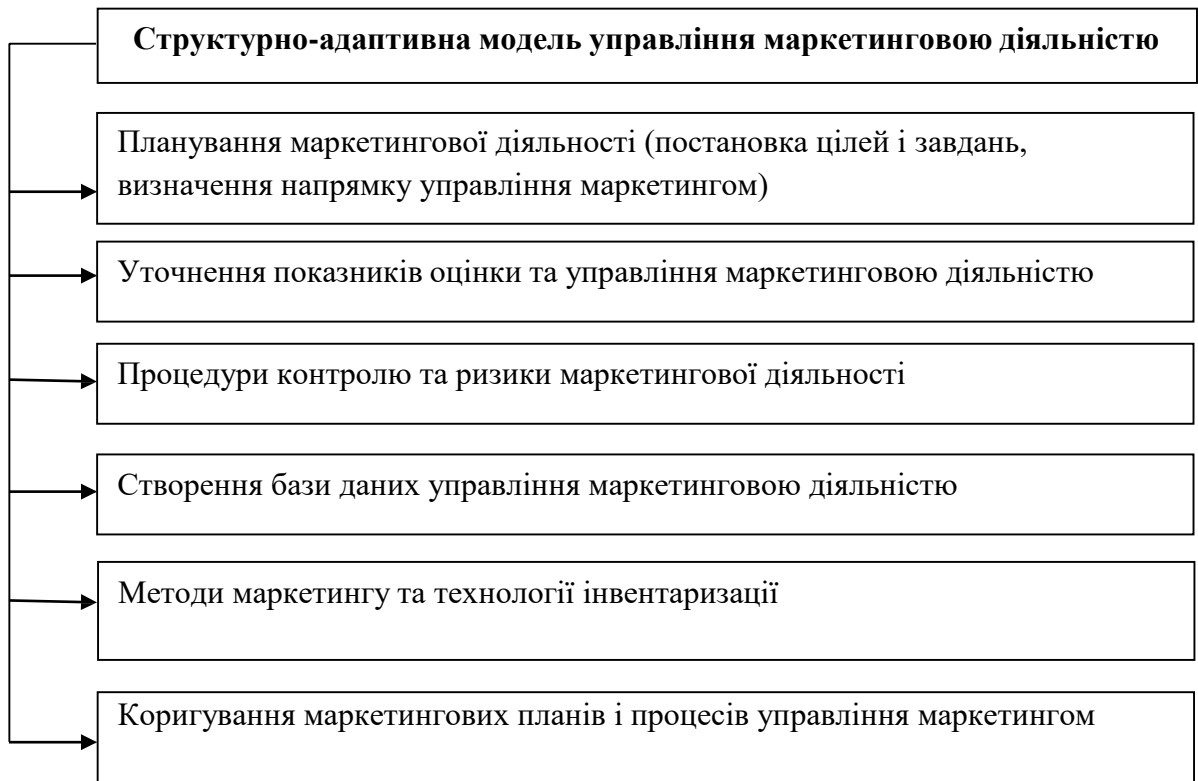 Структурно-адаптивна модель управління маркетинговою діяльністю
Планування маркетингової діяльності (постановка цілей і завдань,
визначення напрямку управління маркетингом)
Уточнення показників оцінки та управління маркетинговою діяльністю
Процедури контролю та ризики маркетингової діяльності
Створення бази даних управління маркетинговою діяльністю
Методи маркетингу та технології інвентаризації
Коригування маркетингових планів і процесів управління маркетингом